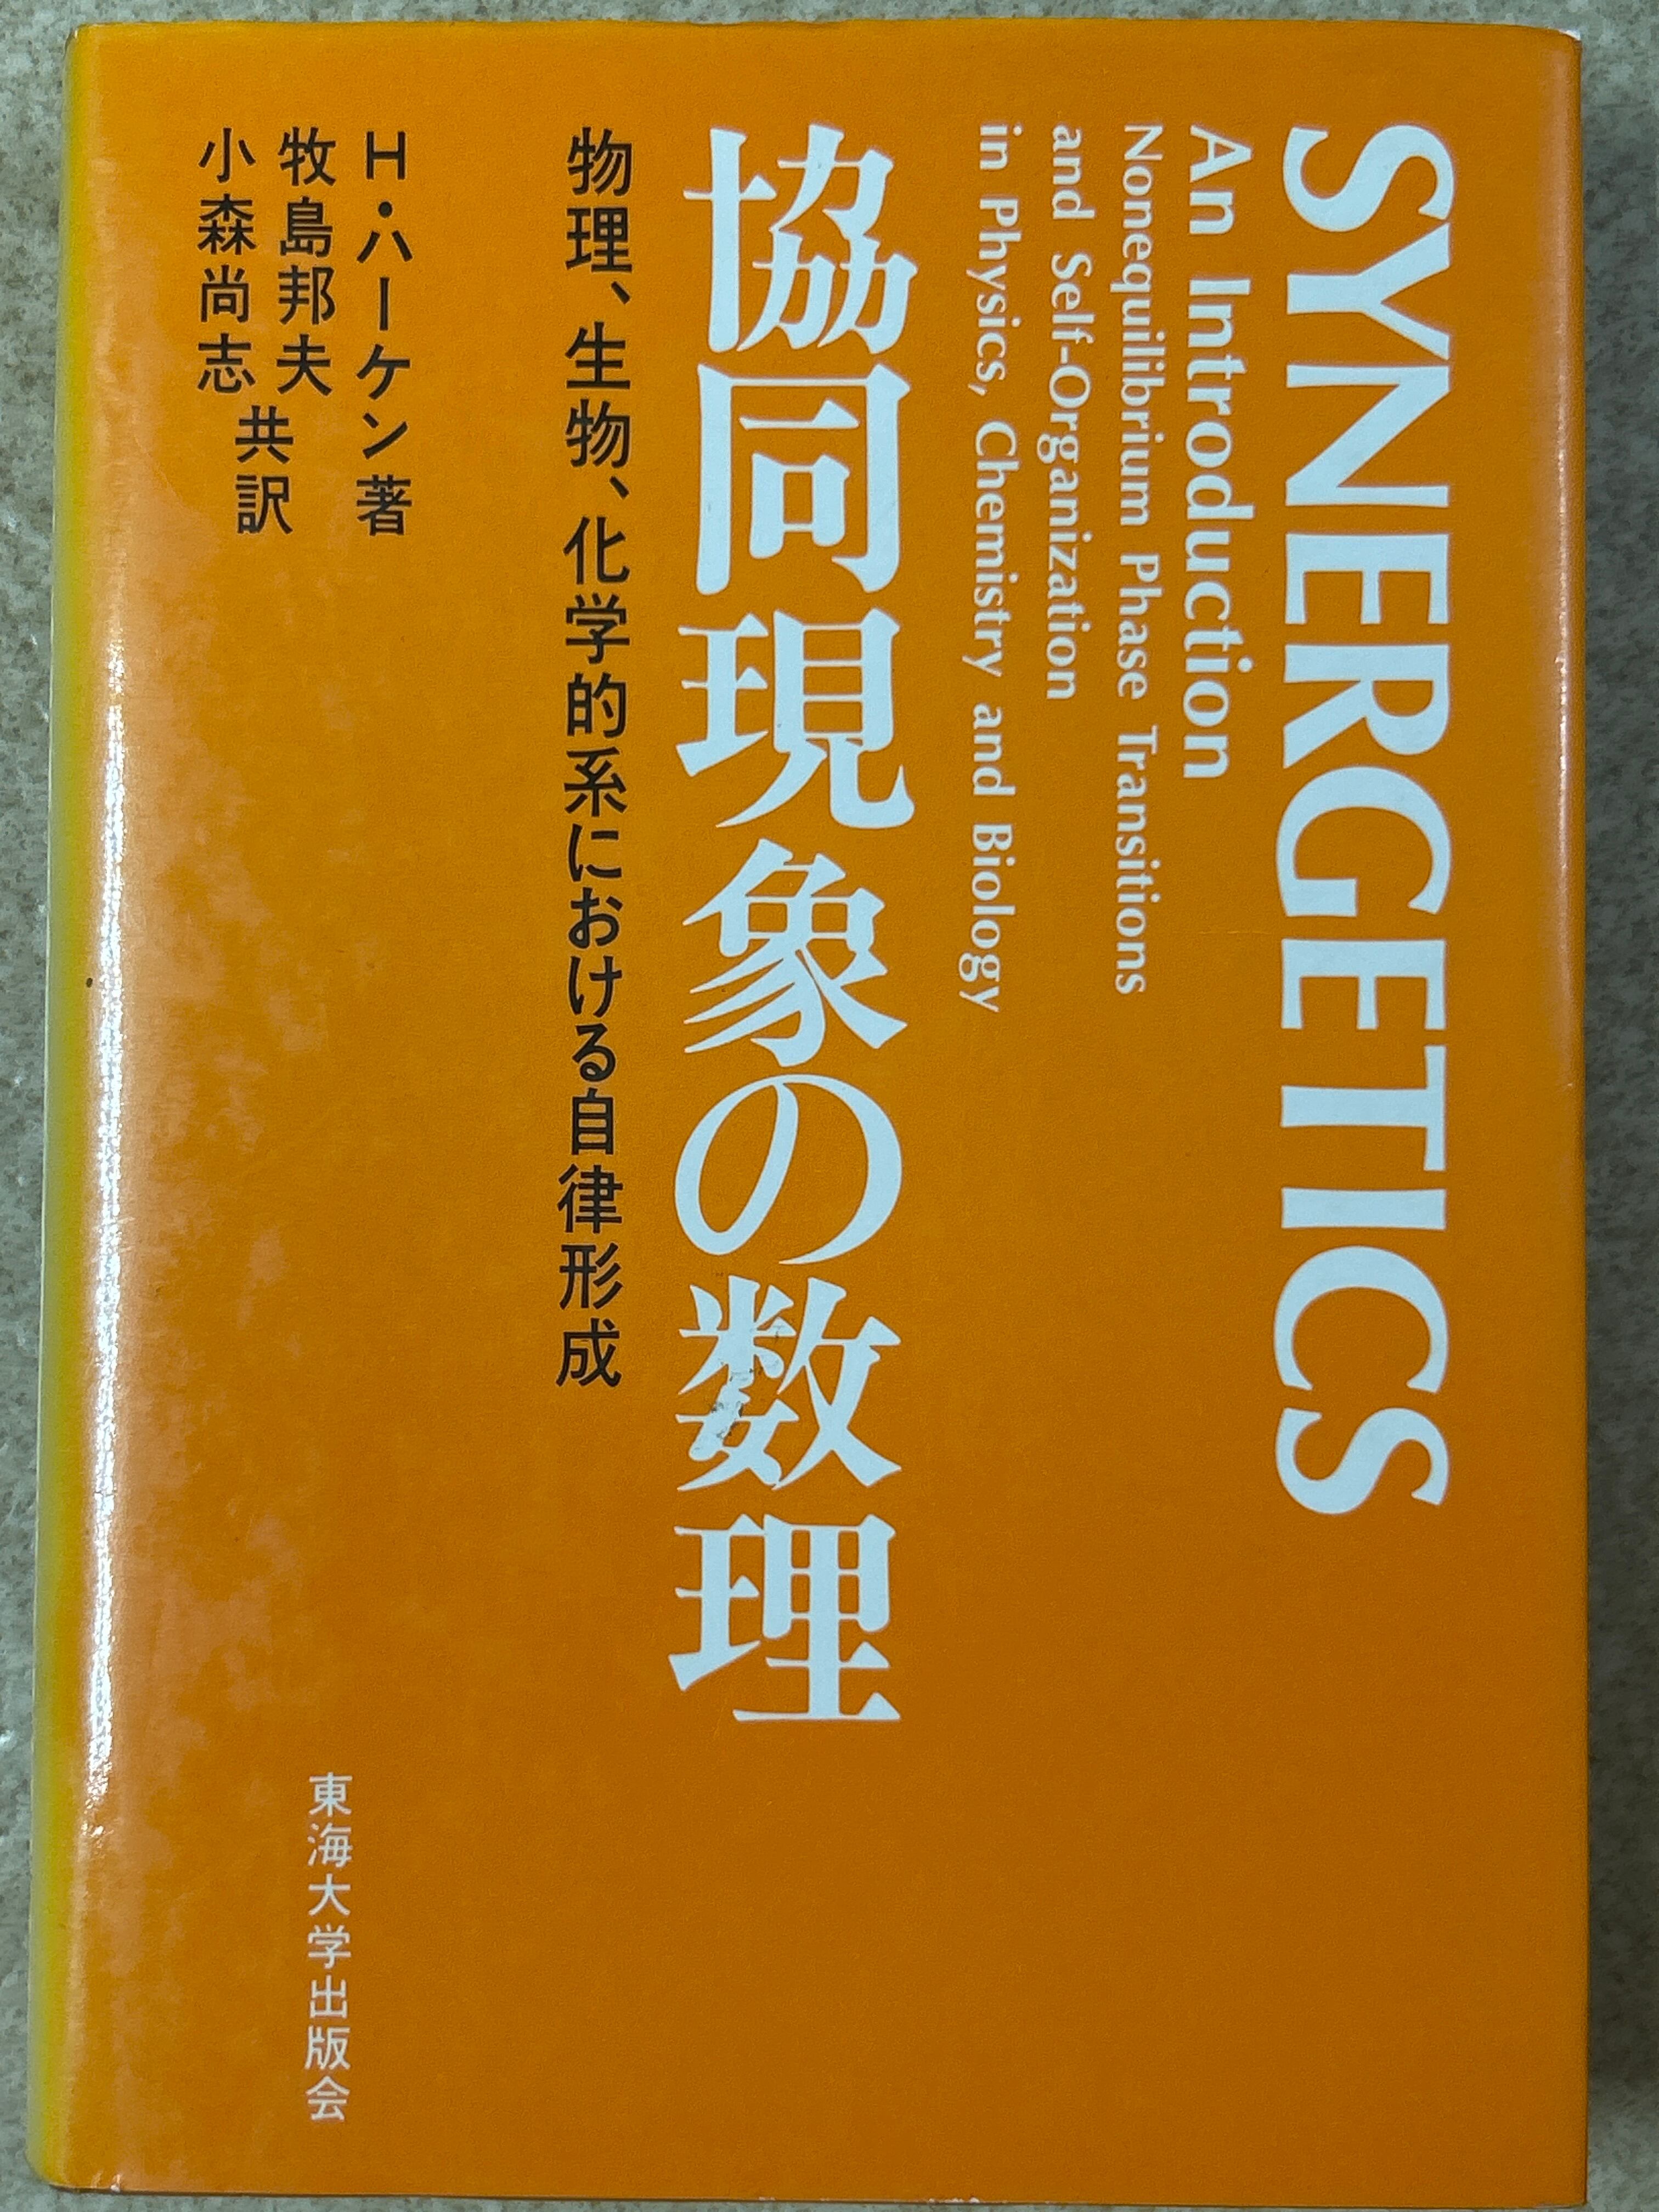 SYNERGETICS
An Introduction
Nonequilibrium Phase Transitions
and Self-Organization
in Physics, Chemistry and Biology
協同現象の数理
物理、生物、化学的系における自律形成
H・ハーケン著
牧島邦夫
小森尚志
共訳
東海大学出版会